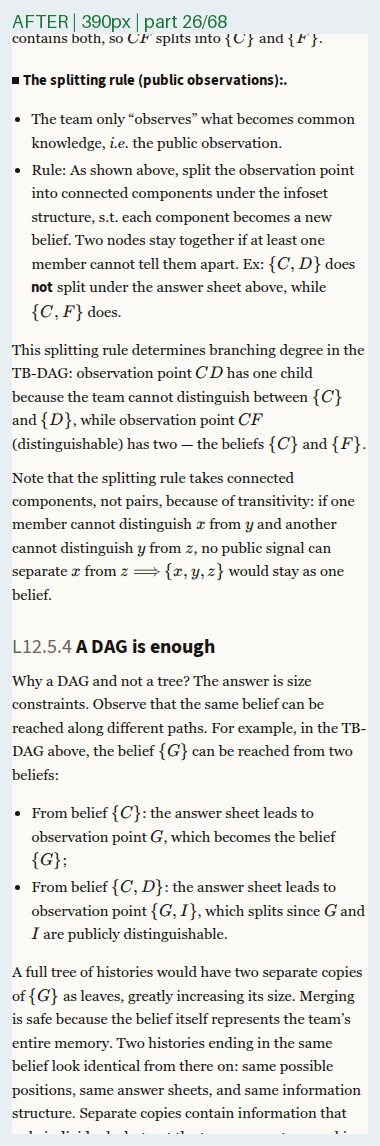 AFTER | 390px | part 26/68
contains both, so CF splits into {C} and {F}.
■ The splitting rule (public observations):.
• The team only “observes” what becomes common
knowledge, i.e. the public observation.
• Rule: As shown above, split the observation point
into connected components under the infoset
structure, s.t. each component becomes a new
belief. Two nodes stay together if at least one
member cannot tell them apart. Ex: {C, D} does
not split under the answer sheet above, while
{C, F} does.
This splitting rule determines branching degree in the
TB-DAG: observation point CD has one child
because the team cannot distinguish between {C}
and {D}, while observation point CF
(distinguishable) has two — the beliefs {C} and {F}.
Note that the splitting rule takes connected
components, not pairs, because of transitivity: if one
member cannot distinguish x from y and another
cannot distinguish y from z, no public signal can
separate x from z ⟹ {x, y, z} would stay as one
belief.
L12.5.4 A DAG is enough
Why a DAG and not a tree? The answer is size
constraints. Observe that the same belief can be
reached along different paths. For example, in the TB-
DAG above, the belief {G} can be reached from two
beliefs:
• From belief {C}: the answer sheet leads to
observation point G, which becomes the belief
{G};
• From belief {C, D}: the answer sheet leads to
observation point {G, I}, which splits since G and
I are publicly distinguishable.
A full tree of histories would have two separate copies
of {G} as leaves, greatly increasing its size. Merging
is safe because the belief itself represents the team’s
entire memory. Two histories ending in the same
belief look identical from there on: same possible
positions, same answer sheets, and same information
structure. Separate copies contain information that